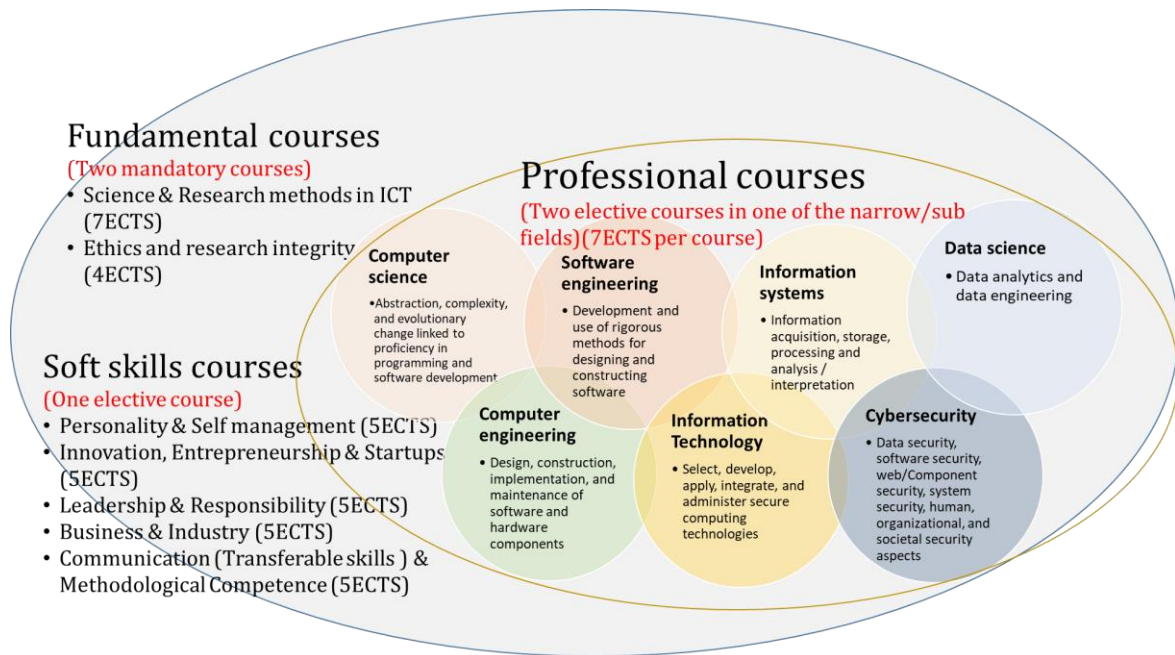 Fundamental courses
(Two mandatory courses)
• Science & Research methods in ICT
(7ECTS)
• Ethics and research integrity
(4ECTS)
Soft skills courses
(One elective course)
• Personality & Self management (5ECTS)
• Innovation, Entrepreneurship & Startups
(5ECTS)
• Leadership & Responsibility (5ECTS)
• Business & Industry (5ECTS)
• Communication (Transferable skills ) &
Methodological Competence (5ECTS)
Professional courses
(Two elective courses in one of the narrow/sub
fields)(7ECTS per course)
Computer
science
•Abstraction, complexity,
and evolutionary
change linked to
proficiency in
programming and
software development
Software
engineering
• Development and
use of rigorous
methods for
designing and
constructing
software
Information
systems
• Information
acquisition, storage,
processing and
analysis /
interpretation
Data science
• Data analytics and
data engineering
Computer
engineering
• Design, construction,
implementation, and
maintenance of
software and
hardware
components
Information
Technology
• Select, develop,
apply, integrate, and
administer secure
computing
technologies
Cybersecurity
• Data security,
software security,
web/Component
security, system
security, human,
organizational, and
societal security
aspects